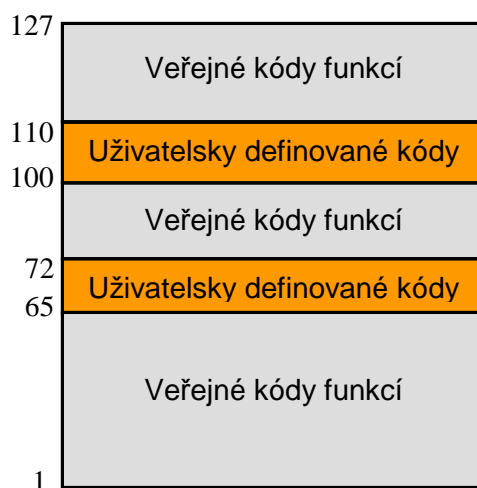 127
Veřejné kódy funkcí
110
Uživatelsky definované kódy
100
Veřejné kódy funkcí
72
Uživatelsky definované kódy
65
Veřejné kódy funkcí
1